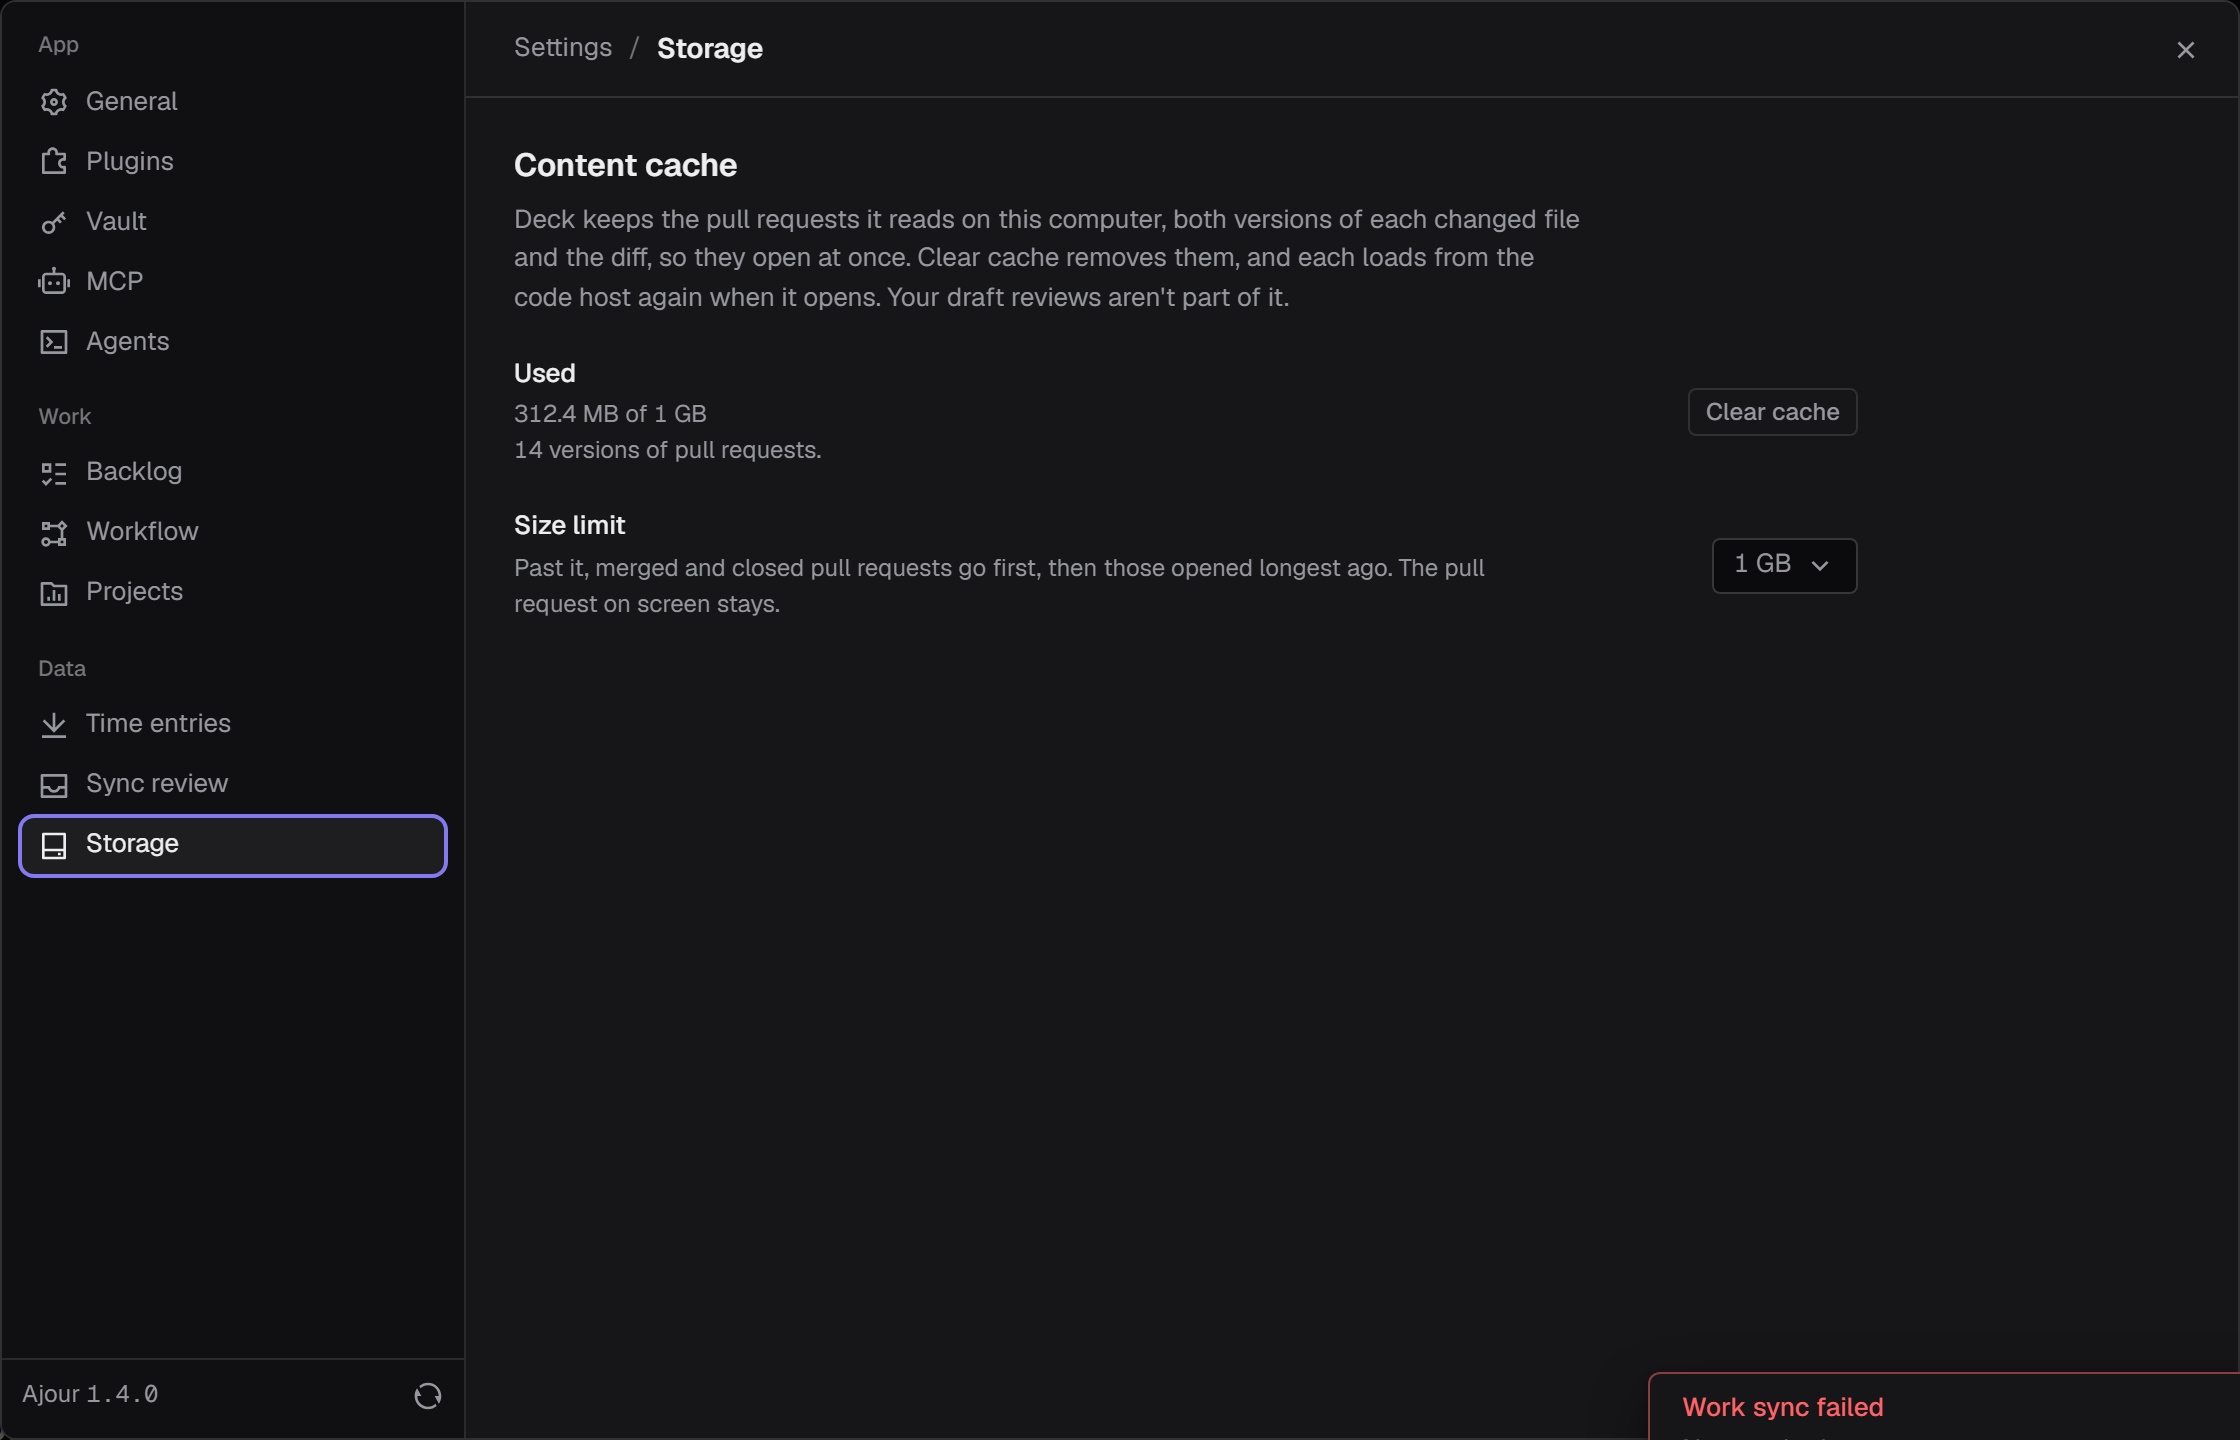 App
General
Plugins
Vault
MCP
Agents
Work
Backlog
Workflow
Projects
Data
Time entries
Sync review
Storage
Ajour 1.4.0
Settings / Storage
Content cache
Deck keeps the pull requests it reads on this computer, both versions of each changed file
and the diff, so they open at once. Clear cache removes them, and each loads from the
code host again when it opens. Your draft reviews aren't part of it.
Used
312.4 MB of 1 GB
14 versions of pull requests.
Clear cache
Size limit
Past it, merged and closed pull requests go first, then those opened longest ago. The pull
request on screen stays.
1 GB
Work sync failed